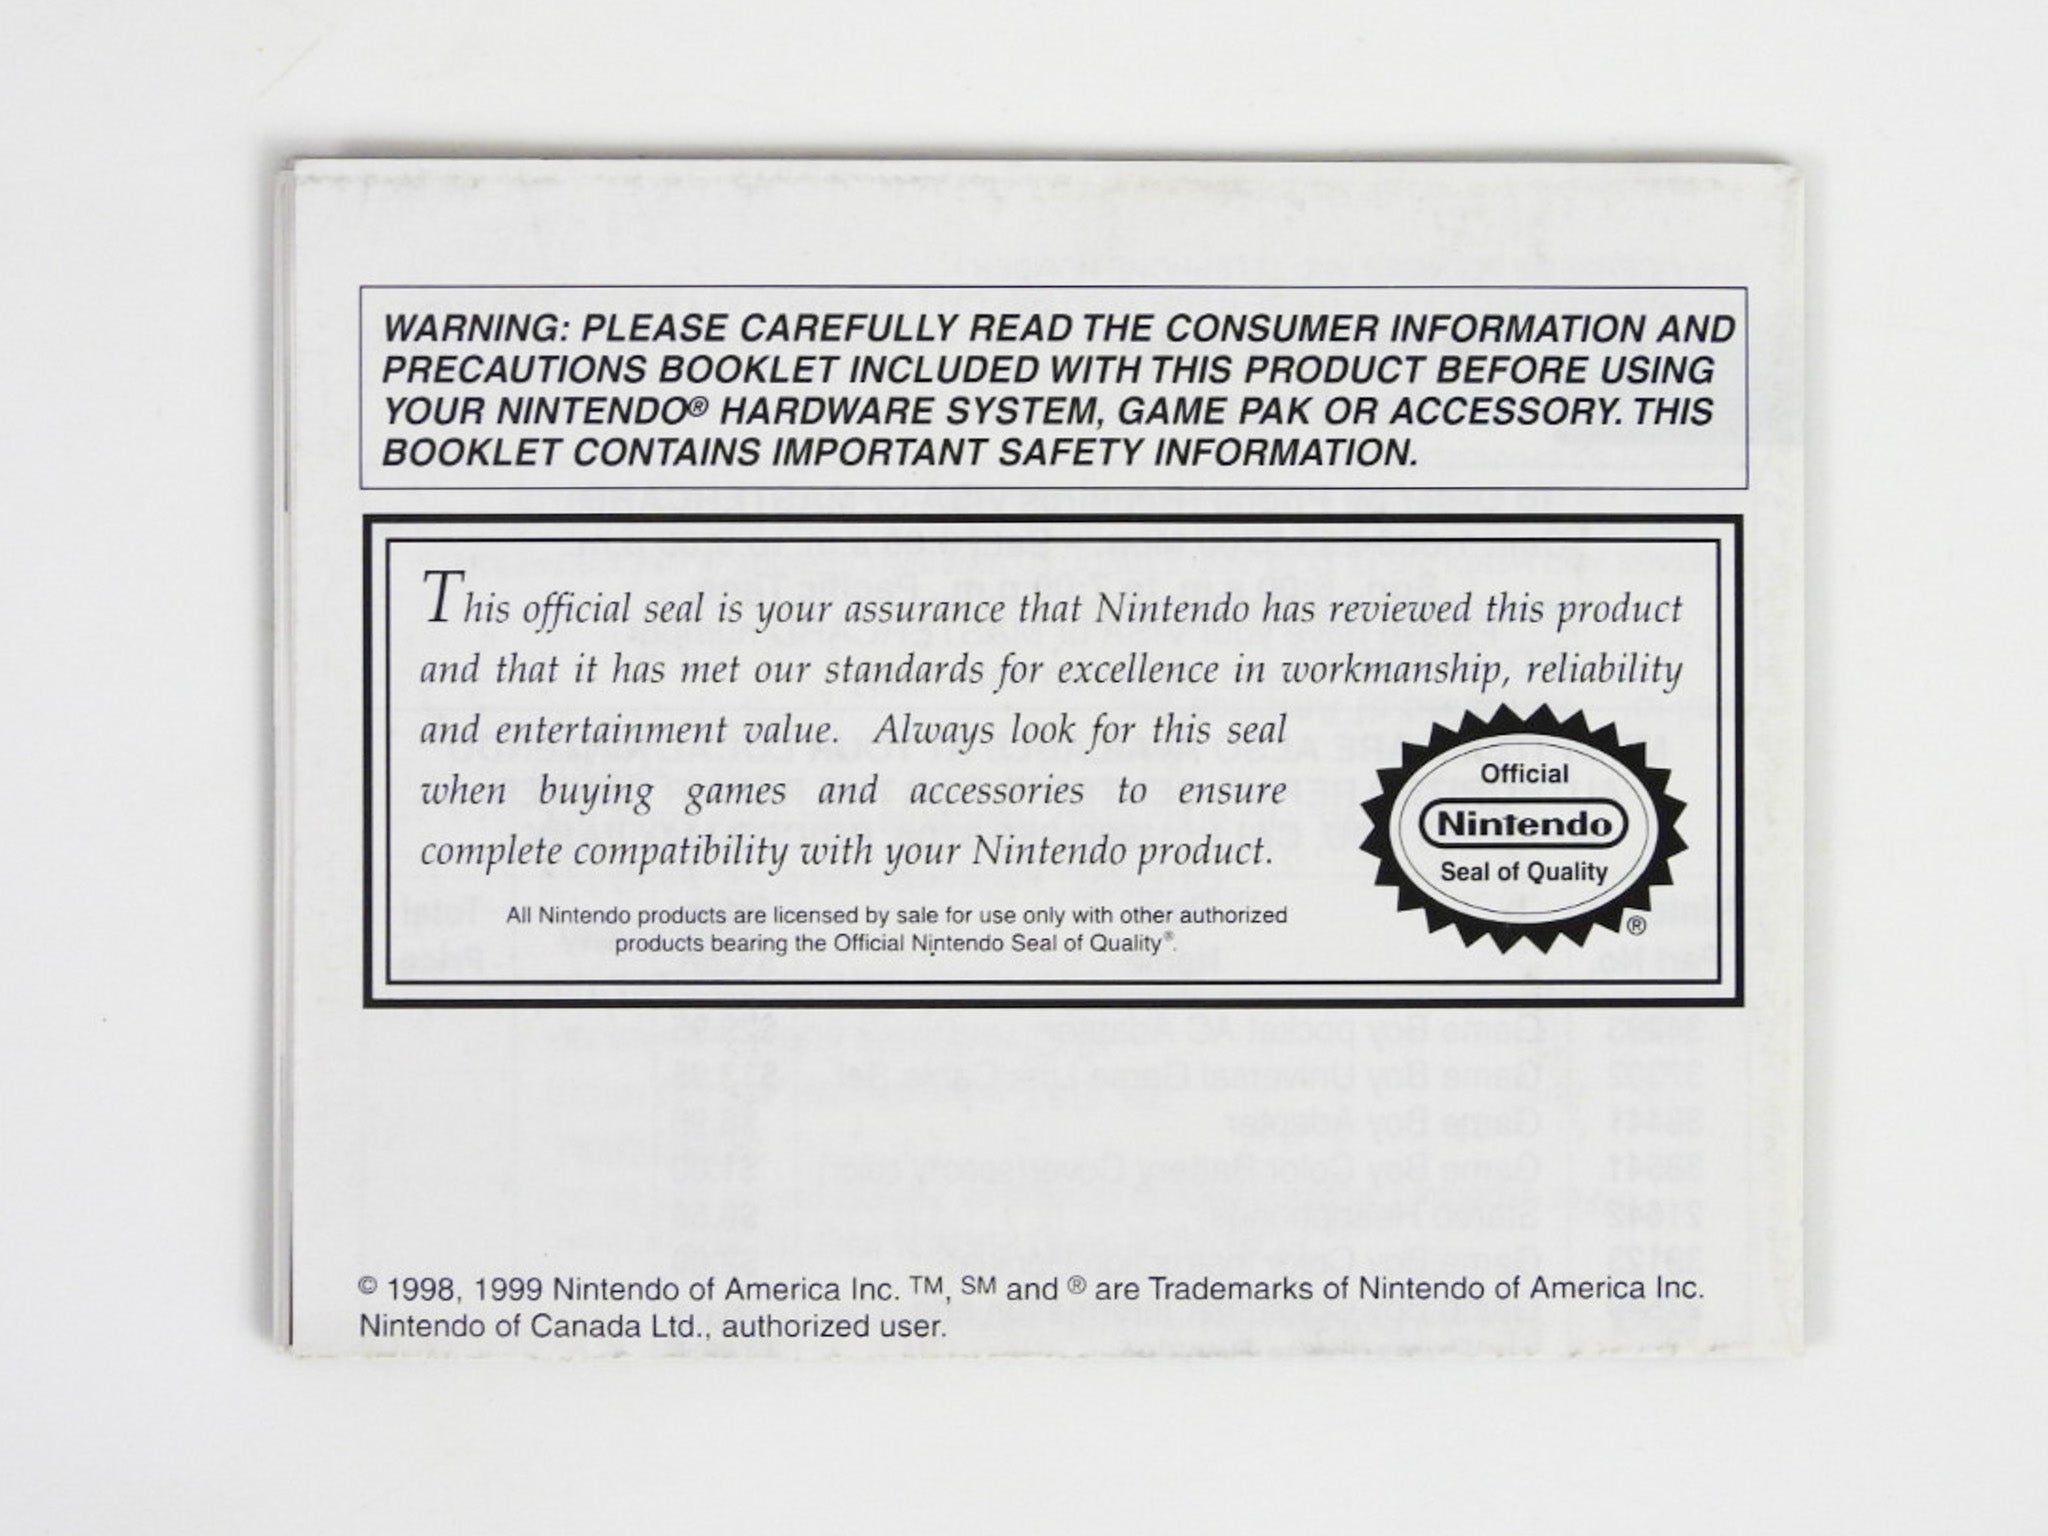 WARNING: PLEASE CAREFULLY READ THE CONSUMER INFORMATION AND
PRECAUTIONS BOOKLET INCLUDED WITH THIS PRODUCT BEFORE USING
YOUR NINTENDO® HARDWARE SYSTEM, GAME PAK OR ACCESSORY. THIS
BOOKLET CONTAINS IMPORTANT SAFETY INFORMATION.
This official seal is your assurance that Nintendo has reviewed this product
and that it has met our standards for excellence in workmanship, reliability
and entertainment value. Always look for this seal
when buying games and accessories to ensure
complete compatibility with your Nintendo product.
All Nintendo products are licensed by sale for use only with other authorized
products bearing the Official Nintendo Seal of Quality®.
Official
Nintendo
Seal of Quality
®
© 1998, 1999 Nintendo of America Inc. TM, SM and ® are Trademarks of Nintendo of America Inc.
Nintendo of Canada Ltd., authorized user.